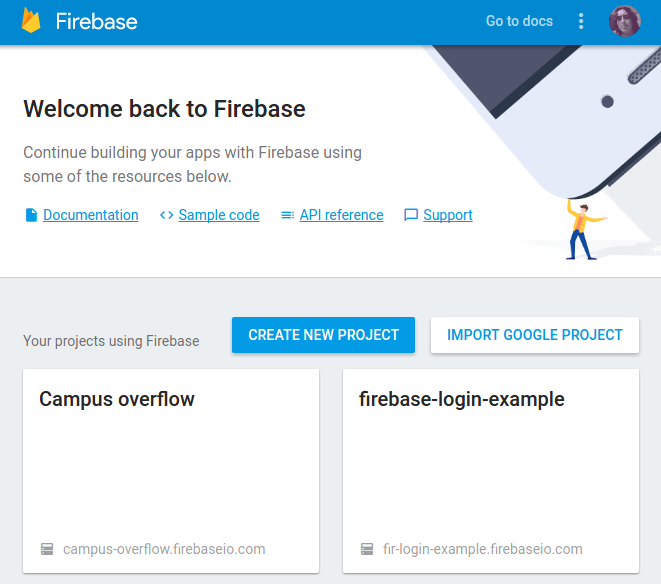 Firebase
Go to docs
Welcome back to Firebase
Continue building your apps with Firebase using
some of the resources below.
Documentation
Sample code
API reference
Support
Your projects using Firebase
CREATE NEW PROJECT
IMPORT GOOGLE PROJECT
Campus overflow
firebase-login-example
campus-overflow.firebaseio.com
fir-login-example.firebaseio.com